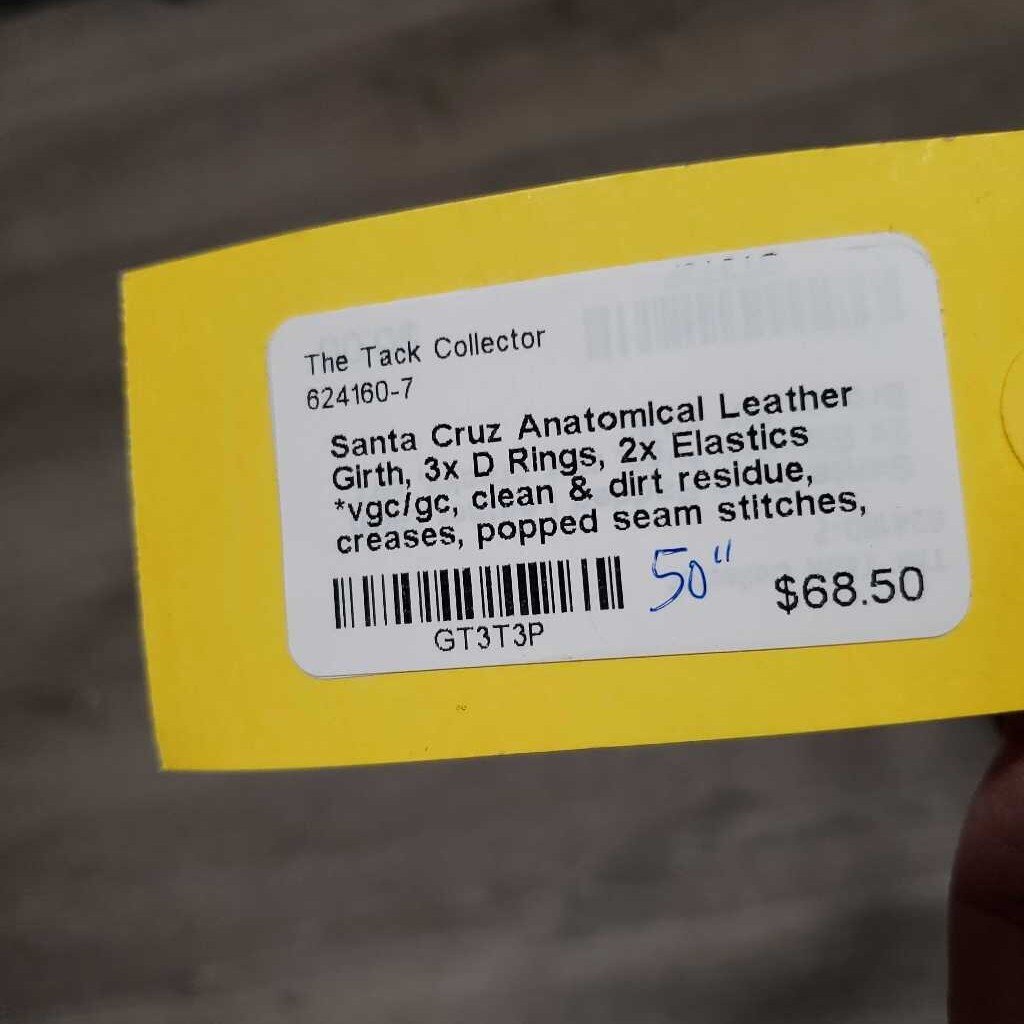 The Tack Collector
624160-7
Santa Cruz Anatomical Leather
Girth, 3x D Rings, 2x Elastics
*vgc/gc, clean & dirt residue,
creases, popped seam stitches,
50"
$68.50
GT3T3P